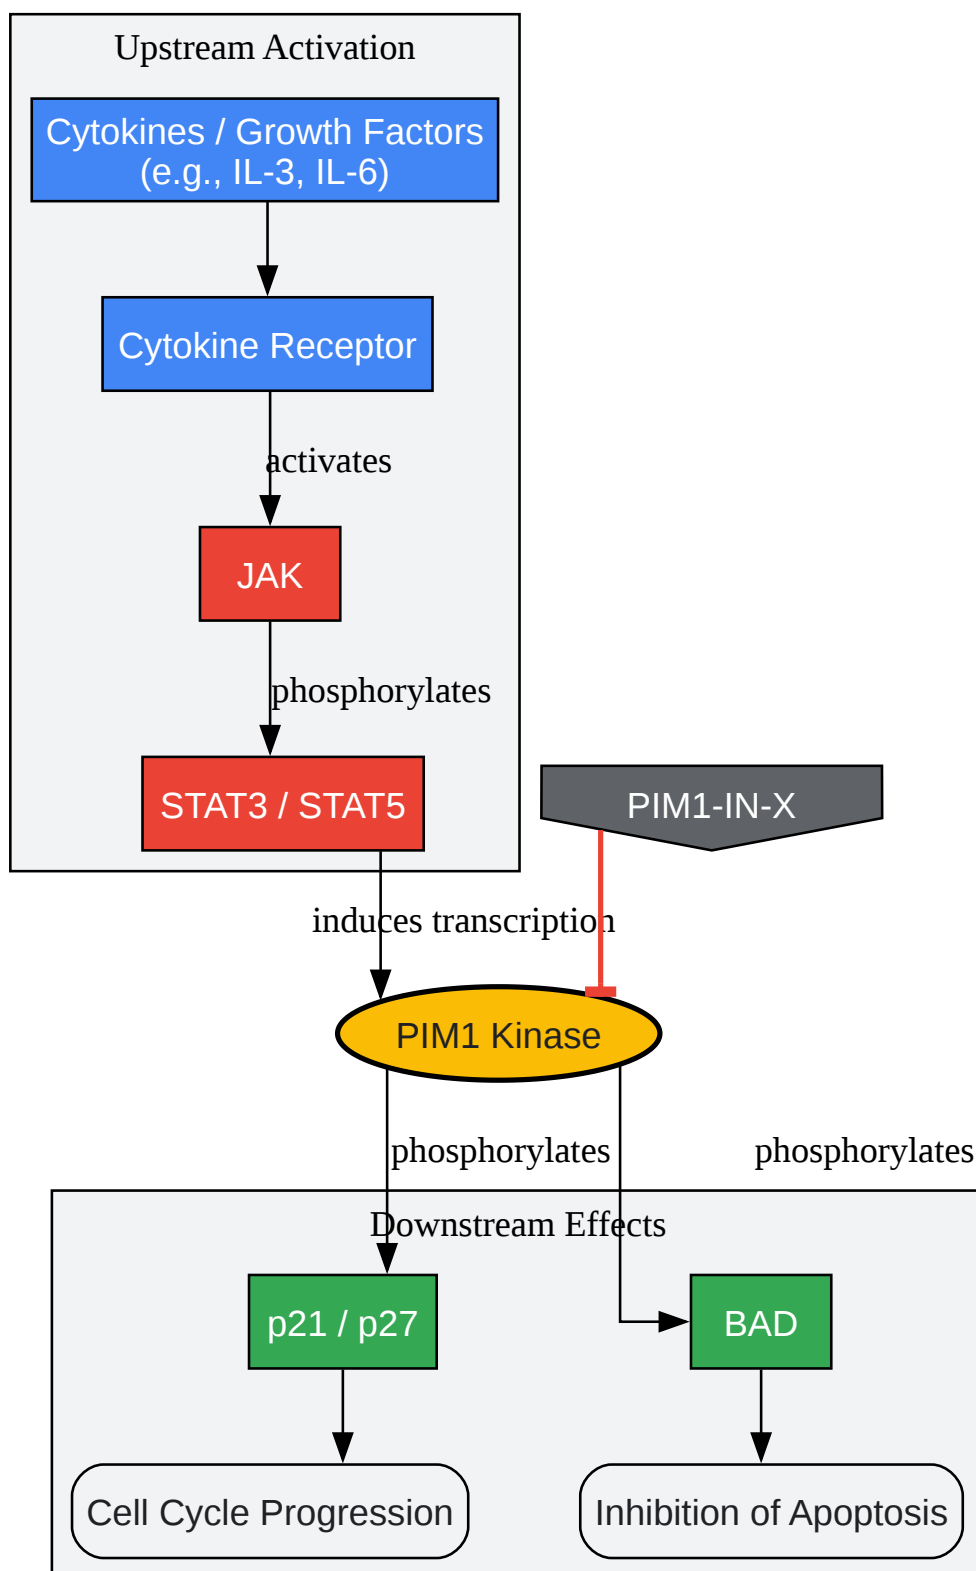 Upstream Activation
Cytokines / Growth Factors
(e.g., IL-3, IL-6)
Cytokine Receptor
activates
JAK
phosphorylates
STAT3 / STAT5
PIM1-IN-X
induces transcription
PIM1 Kinase
phosphorylates
phosphorylates
Downstream Effects
p21 / p27
BAD
Cell Cycle Progression
Inhibition of Apoptosis